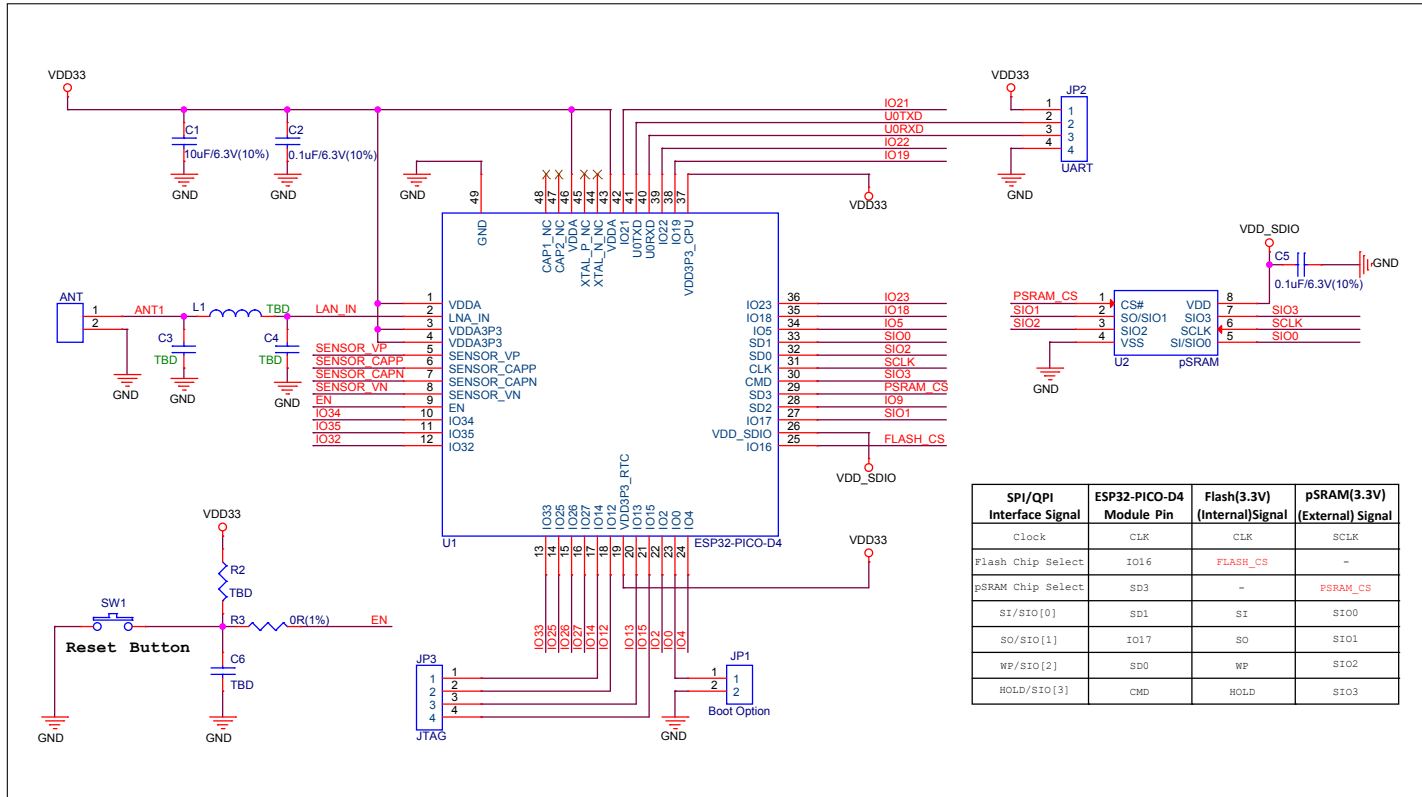 VDD33
C1
10uF/6.3V(10%)
GND
C2
0.1uF/6.3V(10%)
GND
GND
49
48
47
46
45
44
43
42
41
40
39
38
37
IO21
U0TXD
U0RXD
IO22
IO19
VDD33
VDD33
JP2
1 1
2 2
3 3
4 4
UART
GND
GND
CAP1_NC
CAP2_NC
VDDA
XTAL_P_NC
XTAL_N_NC
VDDA
IO21
U0TXD
U0RXD
IO22
IO19
VDD3P3_CPU
ANT
1
2
ANT1
L1
TBD
LAN_IN
C3
TBD
C4
TBD
GND
GND
GND
1 VDDA
2 LNA_IN
3 VDDA3P3
4 VDDA3P3
SENSOR_VP 5 SENSOR_VP
SENSOR_CAPP 6 SENSOR_CAPP
SENSOR_CAPN 7 SENSOR_CAPN
SENSOR_VN 8 SENSOR_VN
EN 9 EN
IO34 10 IO34
IO35 11 IO35
IO32 12 IO32
IO23 36 IO23
IO18 35 IO18
IO5 34 IO5
SD1 33 SIO0
SD0 32 SIO2
CLK 31 SCLK
CMD 30 SIO3
SD3 29 PSRAM_CS
SD2 28 IO9
IO17 27 SIO1
VDD_SDIO 26
IO16 25 FLASH_CS
VDD_SDIO
VDD_SDIO
C5
0.1uF/6.3V(10%)
GND
PSRAM_CS 1 CS#
SIO1 2 SO/SIO1
SIO2 3 SIO2
4 VSS
VDD 8
SIO3 7 SIO3
SCLK 6 SCLK
SI/SIO0 5 SIO0
U2
pSRAM
GND
IO33
IO25
IO26
IO27
IO14
IO12
VDD3P3_RTC
IO13
IO15
IO2
IO0
IO4
U1
ESP32-PICO-D4
13
14
15
16
17
18
19
20
21
22
23
24
VDD33
IO33
IO25
IO26
IO27
IO14
IO12
IO13
IO15
IO2
IO0
IO4
VDD33
R2
TBD
SW1
Reset Button
R3
0R(1%)
EN
C6
TBD
GND
GND
JP3
1 1
2 2
3 3
4 4
JTAG
JP1
1 1
2 2
Boot Option
GND
SPI/QPI Interface Signal ESP32-PICO-D4 Module Pin Flash(3.3V) (Internal)Signal pSRAM(3.3V) (External) Signal
Clock CLK CLK SCLK
Flash Chip Select IO16 FLASH_CS -
pSRAM Chip Select SD3 - PSRAM_CS
SI/SIO[0] SD1 SI SIO0
SO/SIO[1] IO17 SO SIO1
WP/SIO[2] SD0 WP SIO2
HOLD/SIO[3] CMD HOLD SIO3